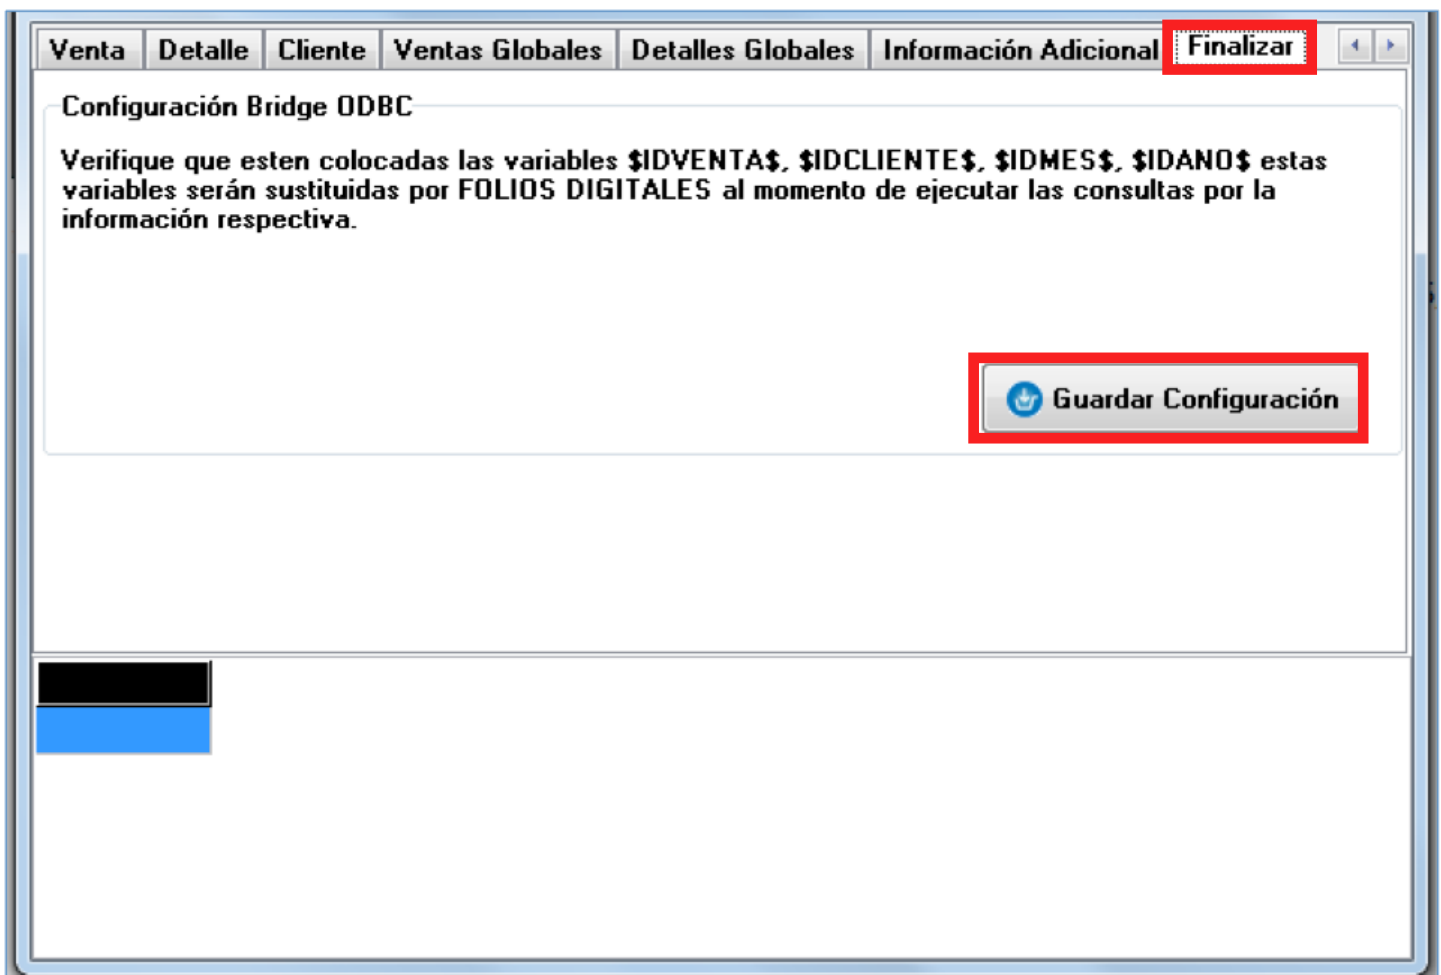 Venta Detalle Cliente Ventas Globales Detalles Globales Información Adicional Finalizar
Configuración Bridge ODBC
Verifique que esten colocadas las variables $IDVENTA$, $IDCLIENTE$, $IDMES$, $IDANO$ estas
variables serán sustituidas por FOLIOS DIGITALES al momento de ejecutar las consultas por la
información respectiva.
Guardar Configuración